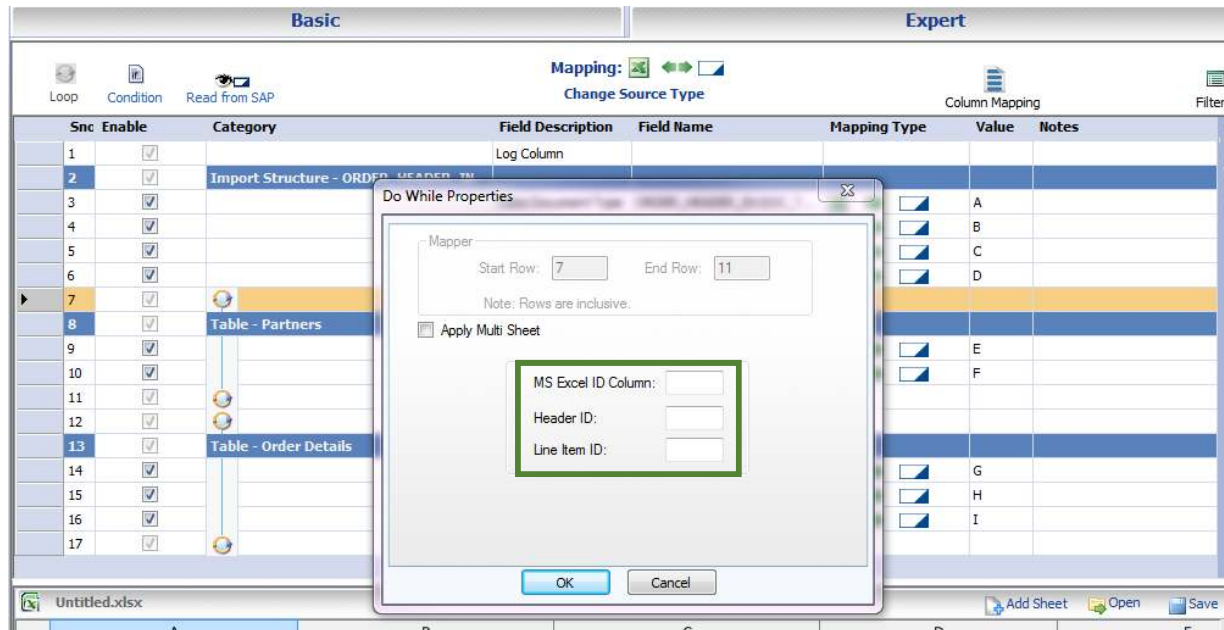 Basic Expert
Mapping:
Loop Condition Read from SAP Change Source Type Column Mapping Filter
Snc Enable Category Field Description Field Name Mapping Type Value Notes
1 Log Column
2 Import Structure - ORDER_HEADER_IN
3 A
4 B
5 C
6 D
7
8 Table - Partners
9 E
10 F
11
12
13 Table - Order Details
14 G
15 H
16 I
17
Do While Properties
Mapper
Start Row: 7 End Row: 11
Note: Rows are inclusive.
Apply Multi Sheet
MS Excel ID Column:
Header ID:
Line Item ID:
OK Cancel
Untitled.xlsx Add Sheet Open Save